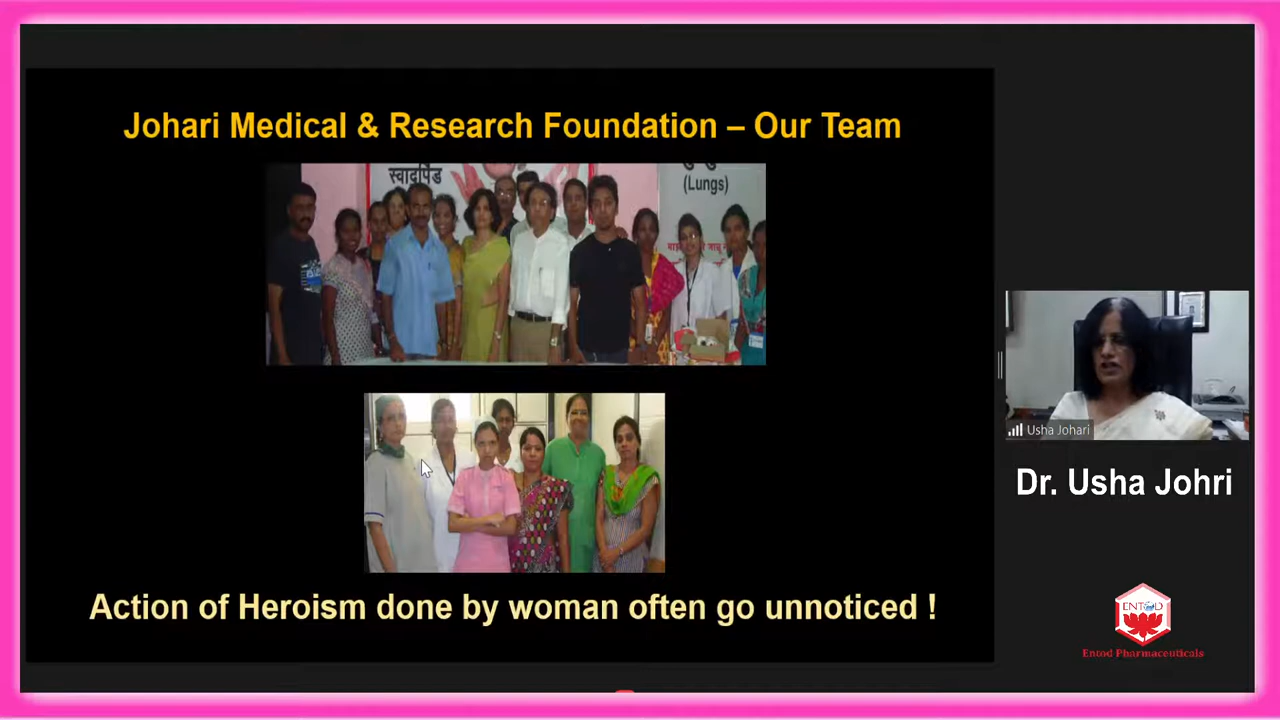 Johari Medical & Research Foundation – Our Team
(Lungs)
Action of Heroism done by woman often go unnoticed !
Usha Johari
Dr. Usha Johri
ENTOD
Entod Pharmaceuticals